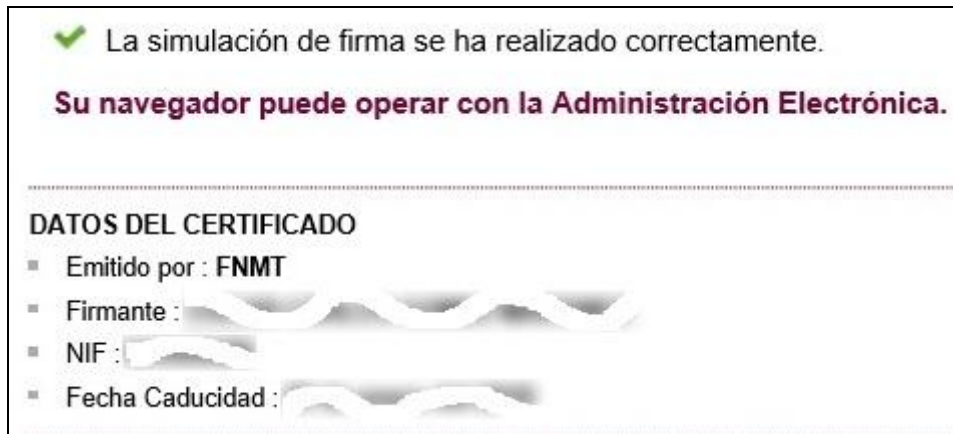 La simulación de firma se ha realizado correctamente.
Su navegador puede operar con la Administración Electrónica.
DATOS DEL CERTIFICADO
Emitido por : FNMT
Firmante :
NIF :
Fecha Caducidad :